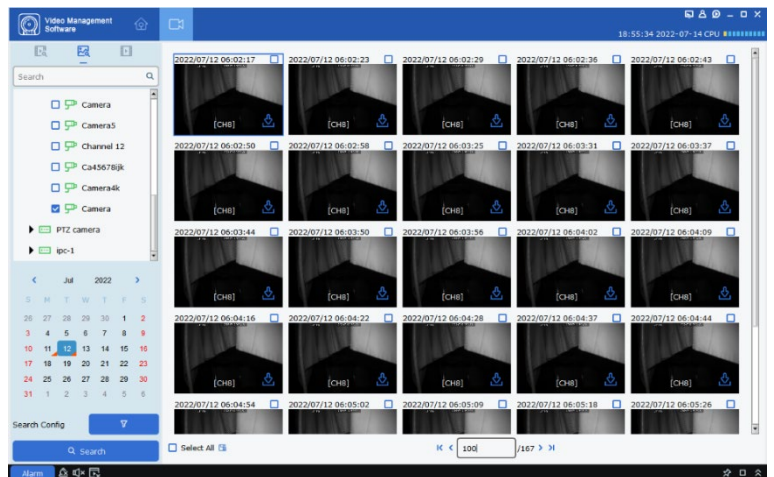 Video Management
Software
18:55:34 2022-07-14 CPU
Search
Camera
Camera5
Channel 12
Ca45678ijk
Camera4k
Camera
PTZ camera
ipc-1
Jul 2022
S M T W T F S
26 27 28 29 30 1 2
3 4 5 6 7 8 9
10 11 12 13 14 15 16
17 18 19 20 21 22 23
24 25 26 27 28 29 30
31 1 2 3 4 5 6
Search Config
Search
2022/07/12 06:02:17 2022/07/12 06:02:23 2022/07/12 06:02:29 2022/07/12 06:02:36 2022/07/12 06:02:43
[CH8] [CH8] [CH8] [CH8] [CH8]
2022/07/12 06:02:50 2022/07/12 06:02:58 2022/07/12 06:03:25 2022/07/12 06:03:31 2022/07/12 06:03:37
[CH8] [CH8] [CH8] [CH8] [CH8]
2022/07/12 06:03:44 2022/07/12 06:03:50 2022/07/12 06:03:56 2022/07/12 06:04:02 2022/07/12 06:04:09
[CH8] [CH8] [CH8] [CH8] [CH8]
2022/07/12 06:04:16 2022/07/12 06:04:22 2022/07/12 06:04:28 2022/07/12 06:04:37 2022/07/12 06:04:44
[CH8] [CH8] [CH8] [CH8] [CH8]
2022/07/12 06:04:54 2022/07/12 06:05:02 2022/07/12 06:05:09 2022/07/12 06:05:18 2022/07/12 06:05:26
Select All
100 /167
Alarm